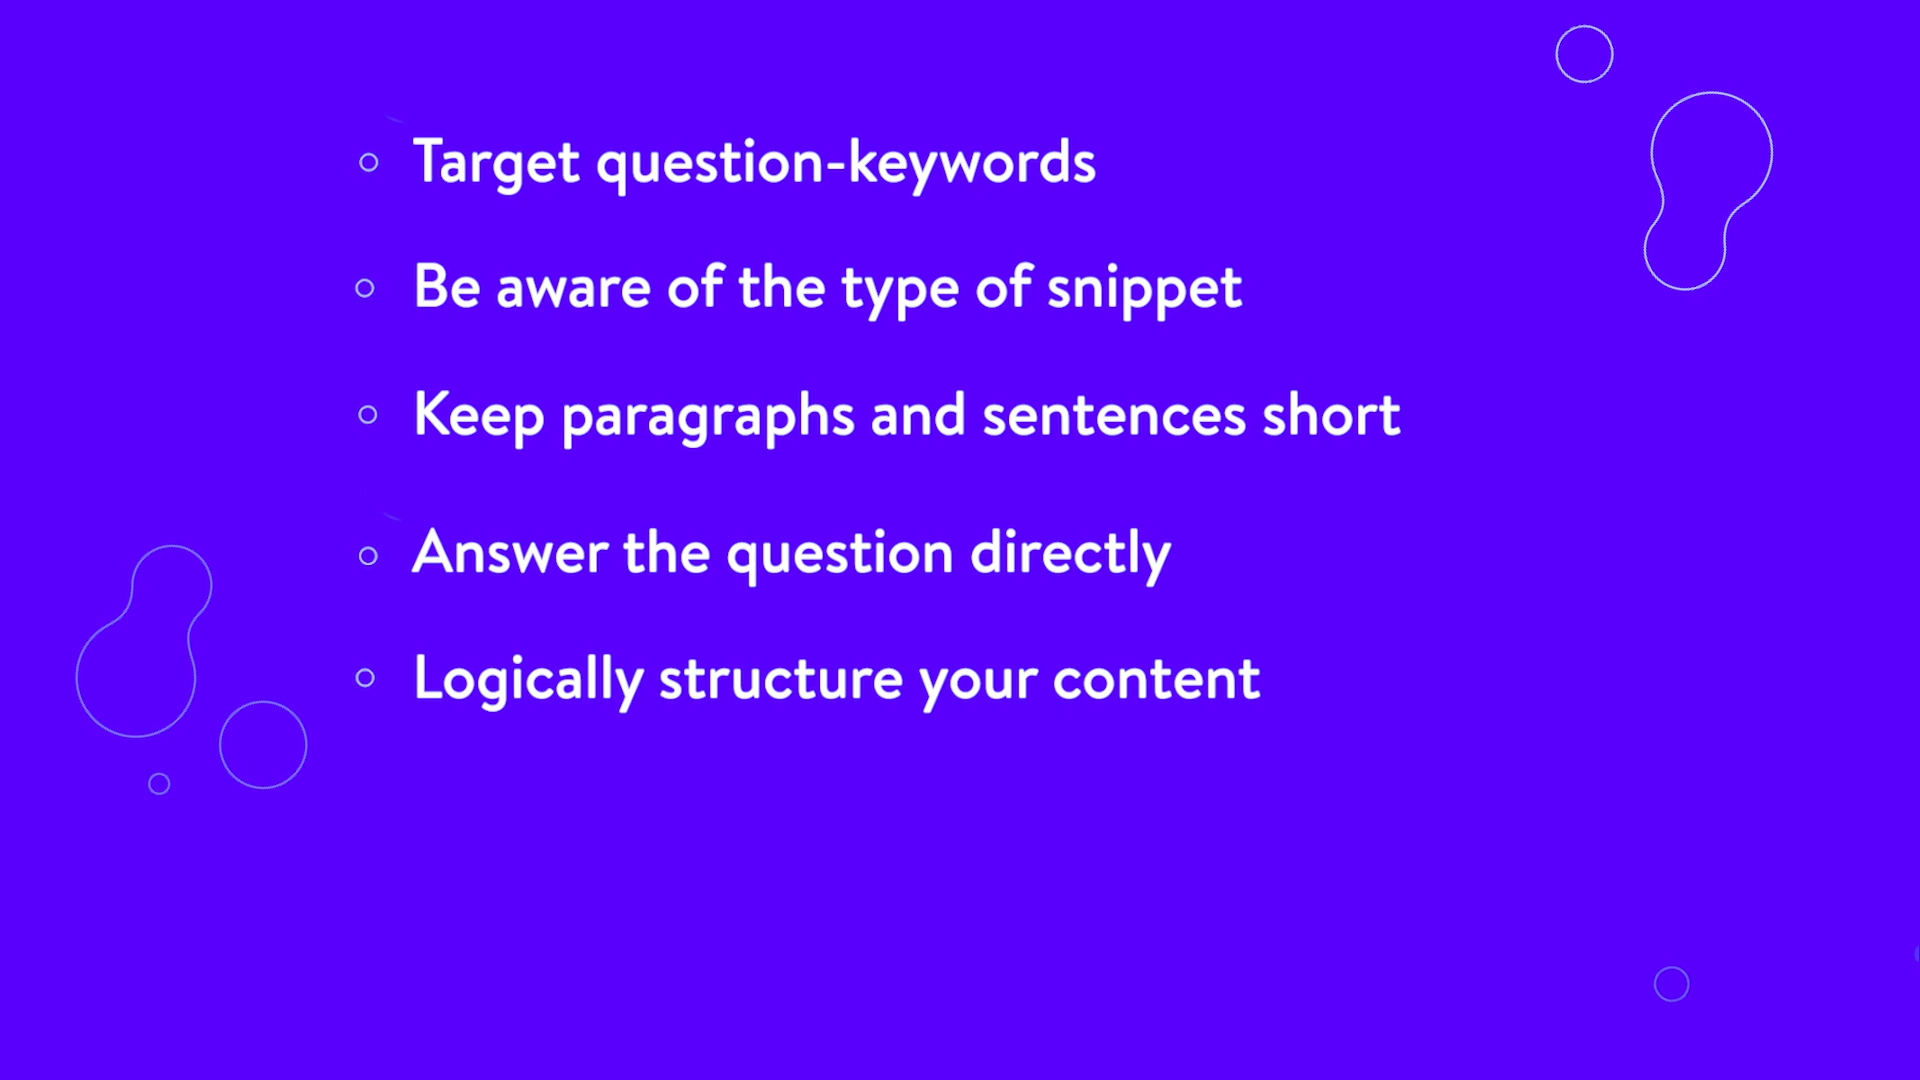 Target question-keywords
Be aware of the type of snippet
Keep paragraphs and sentences short
Answer the question directly
Logically structure your content